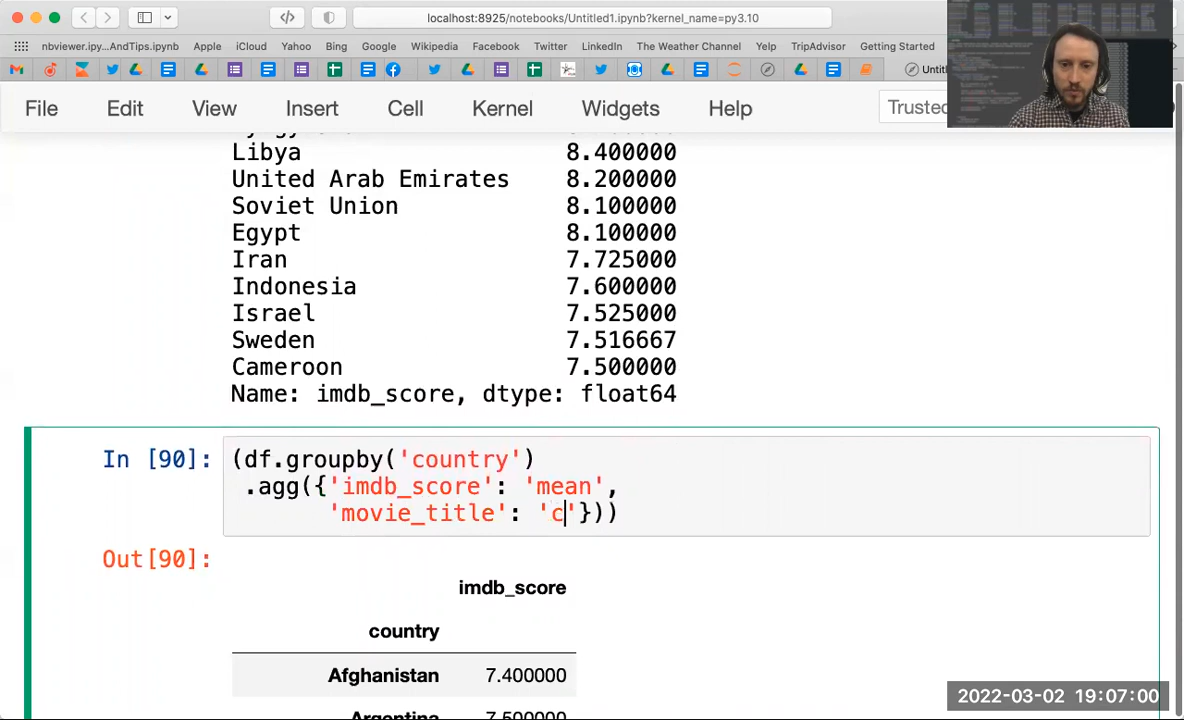 localhost:8925/notebooks/Untitled1.ipynb?kernel_name=py3.10
nbviewer.ipy...AndTips.ipynb Apple iCloud Yahoo Bing Google Wikipedia Facebook Twitter LinkedIn The Weather Channel Yelp TripAdvisor Getting Started
File Edit View Insert Cell Kernel Widgets Help Trusted
Libya 8.400000
United Arab Emirates 8.200000
Soviet Union 8.100000
Egypt 8.100000
Iran 7.725000
Indonesia 7.600000
Israel 7.525000
Sweden 7.516667
Cameroon 7.500000
Name: imdb_score, dtype: float64
In [90]: (df.groupby('country')
.agg({'imdb_score': 'mean',
'movie_title': 'c'}))
Out[90]:
imdb_score
country
Afghanistan 7.400000
Argentina 7.500000
2022-03-02 19:07:00